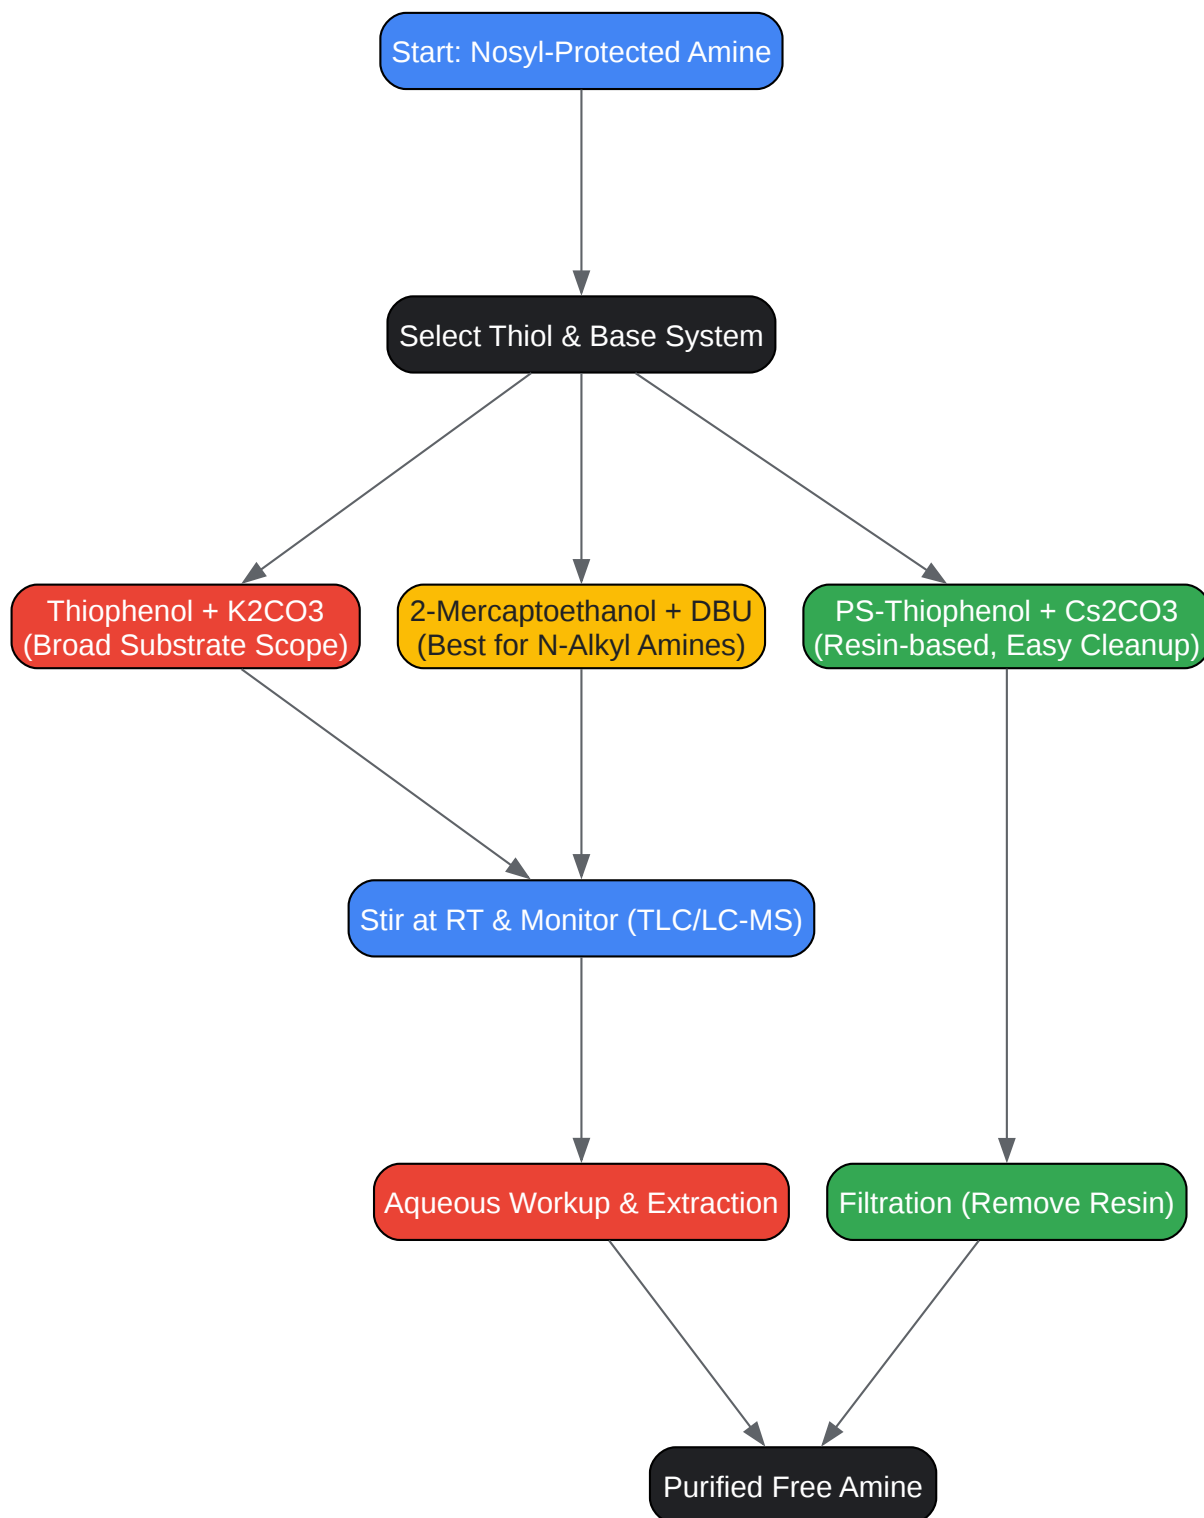 Start: Nosyl-Protected Amine
Select Thiol & Base System
Thiophenol + K2CO3
(Broad Substrate Scope)
2-Mercaptoethanol + DBU
(Best for N-Alkyl Amines)
PS-Thiophenol + Cs2CO3
(Resin-based, Easy Cleanup)
Stir at RT & Monitor (TLC/LC-MS)
Aqueous Workup & Extraction
Filtration (Remove Resin)
Purified Free Amine